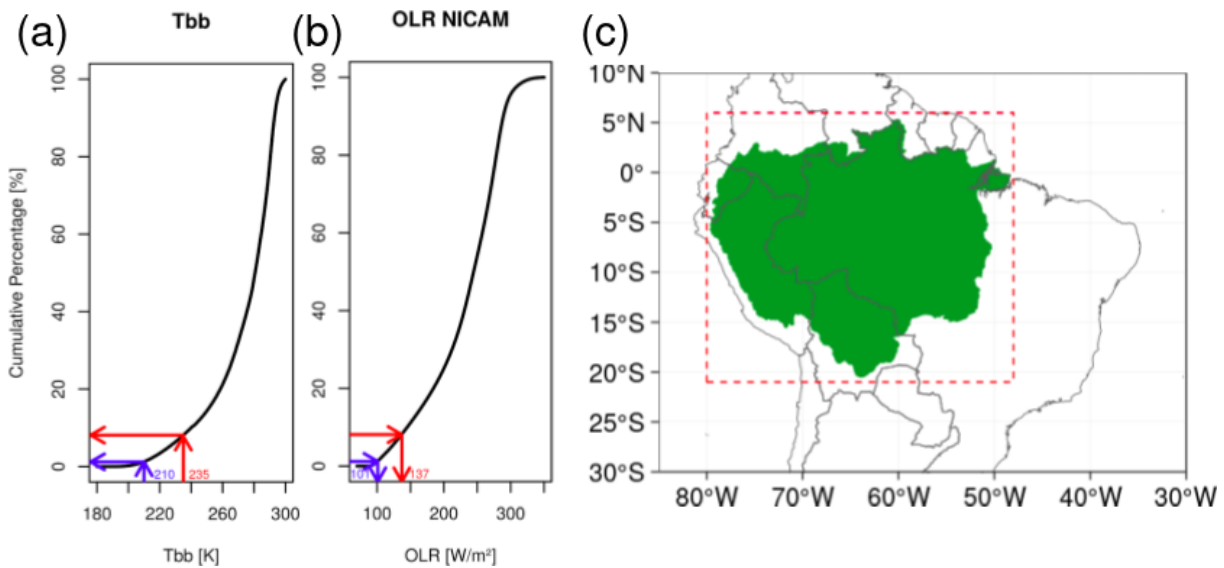 (a)
Tbb
Cumulative Percentage [%]
100
80
60
40
20
0
210
235
180
220
260
300
Tbb [K]
(b)
OLR NICAM
100
80
60
40
20
0
101
137
100
200
300
OLR [W/m²]
(c)
10°N
5°N
0°
5°S
10°S
15°S
20°S
25°S
30°S
80°W
70°W
60°W
50°W
40°W
30°W